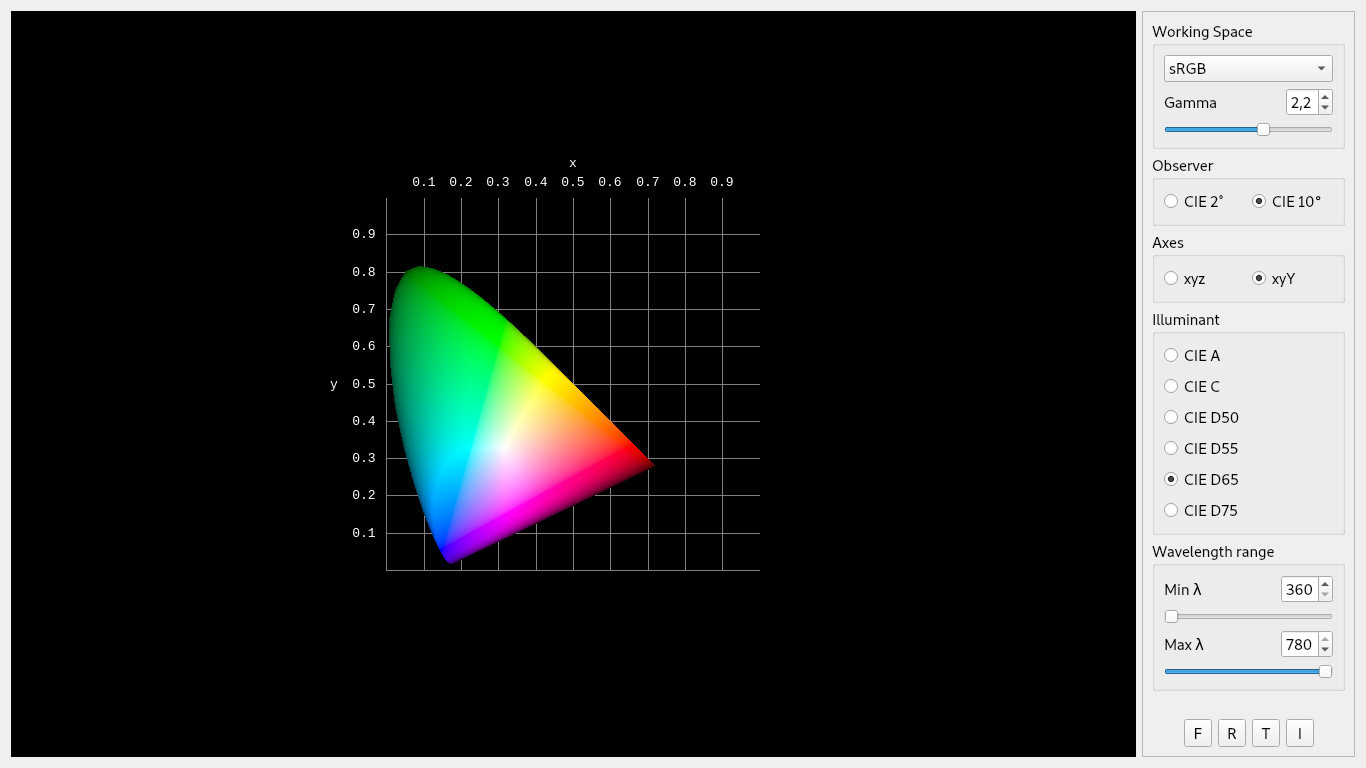 x
0.1 0.2 0.3 0.4 0.5 0.6 0.7 0.8 0.9
0.9
0.8
0.7
0.6
y 0.5
0.4
0.3
0.2
0.1
Working Space
sRGB
Gamma 2,2
Observer
CIE 2° CIE 10°
Axes
xyz xyY
Illuminant
CIE A
CIE C
CIE D50
CIE D55
CIE D65
CIE D75
Wavelength range
Min λ 360
Max λ 780
F R T I